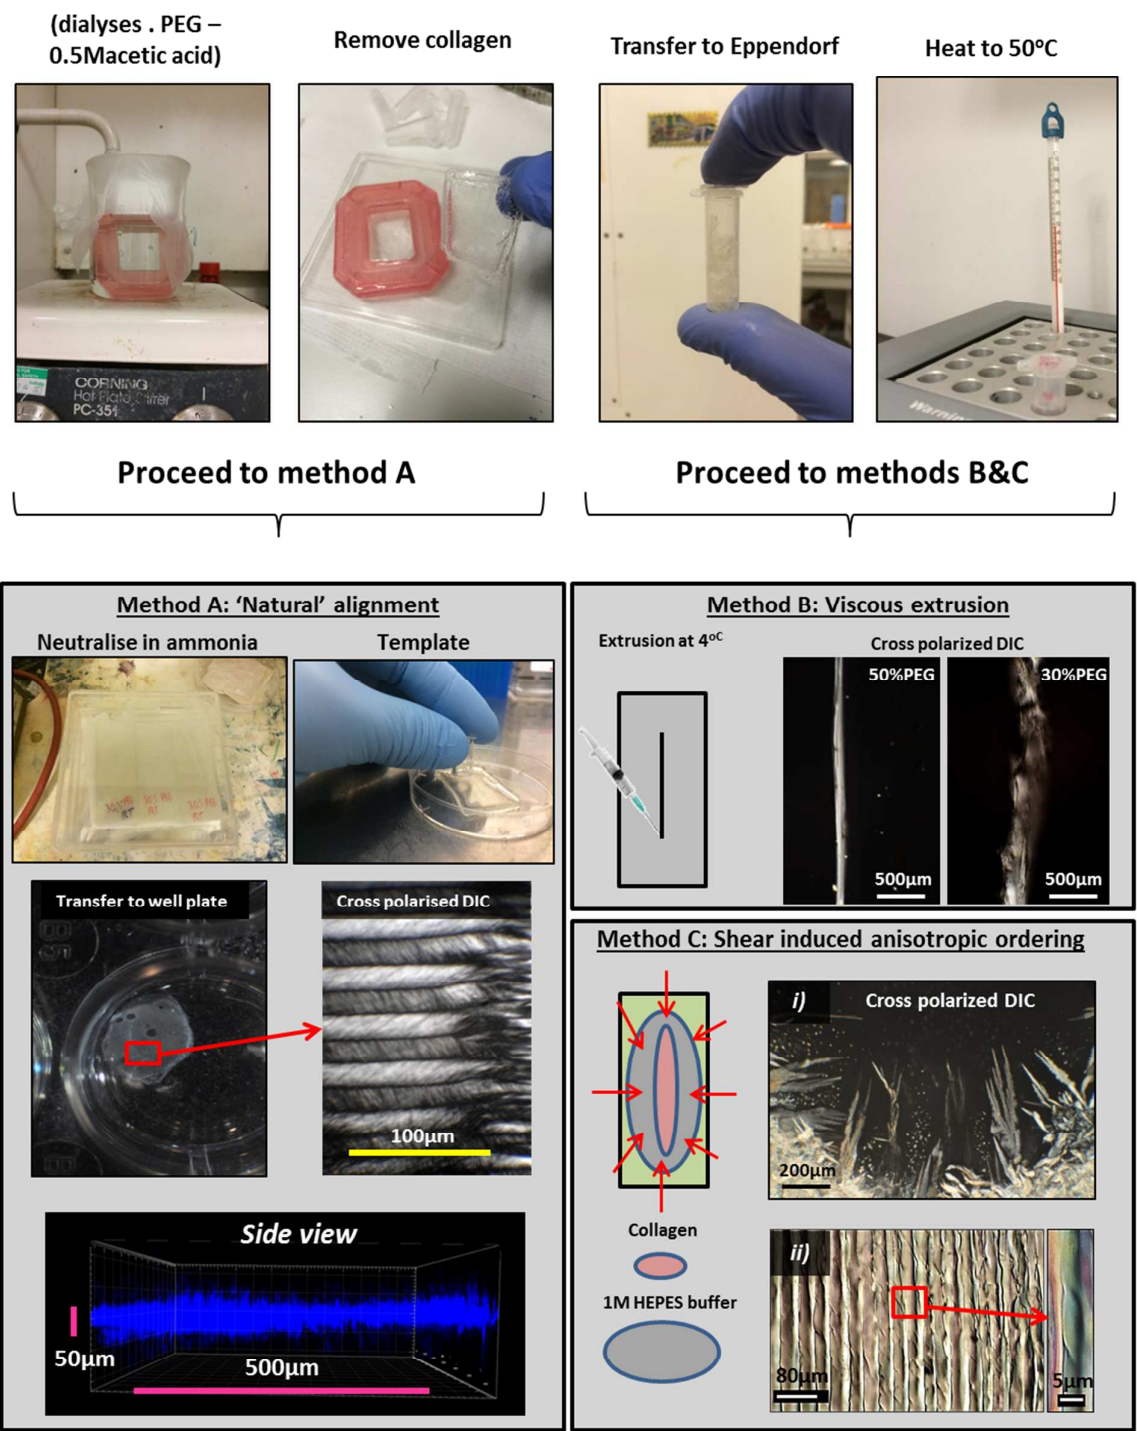 (dialyses . PEG –
0.5Macetic acid)
Remove collagen
Transfer to Eppendorf
Heat to 50ºC
CORNING
Hot Plate Stirrer
PC-351
Warning
Proceed to method A
Proceed to methods B&C
Method A: ‘Natural’ alignment
Neutralise in ammonia
Template
Transfer to well plate
Cross polarised DIC
100µm
Side view
50µm
500µm
Method B: Viscous extrusion
Extrusion at 4ºC
Cross polarized DIC
50%PEG
30%PEG
500µm
500µm
Method C: Shear induced anisotropic ordering
i)
Cross polarized DIC
200µm
Collagen
1M HEPES buffer
ii)
80µm
5µm